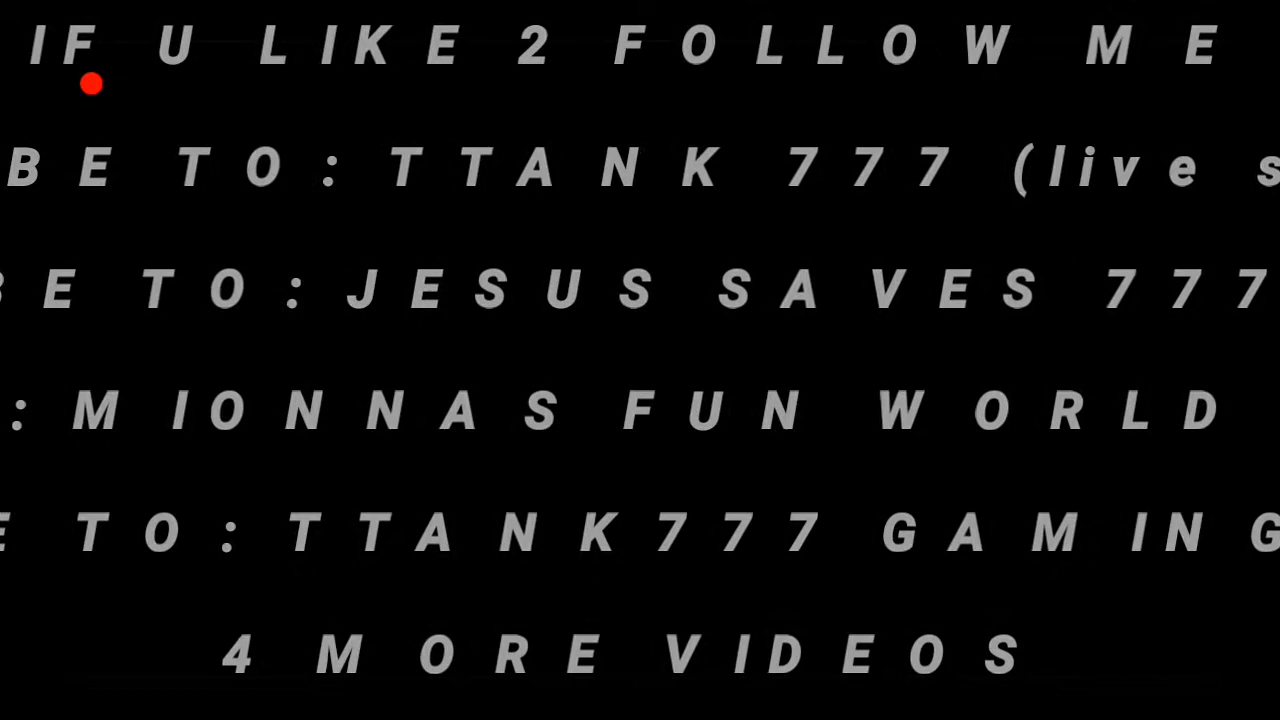 IF U LIKE 2 FOLLOW ME
BE TO: TTANK 777 (live s
BE TO: JESUS SAVES 777
: MIONNAS FUN WORLD
E TO: TTANK777 GAMING
4 MORE VIDEOS